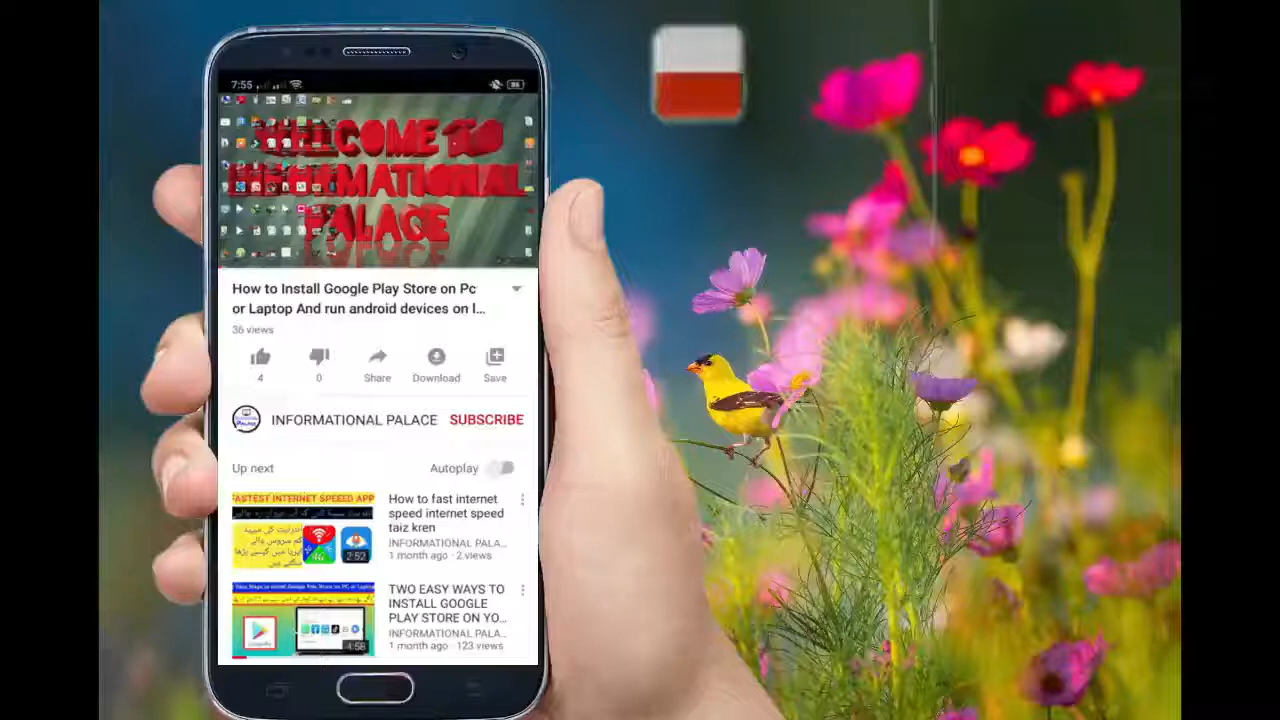 7:55
WELCOME TO
INFORMATIONAL
PALACE
How to Install Google Play Store on Pc
or Laptop And run android devices on l...
36 views
4
0
Share
Download
Save
INFORMATIONAL PALACE
SUBSCRIBE
Up next
Autoplay
FASTEST INTERNET SPEEED APP
2:52
How to fast internet
speed internet speed
taiz kren
INFORMATIONAL PALA...
1 month ago · 2 views
4:58
TWO EASY WAYS TO
INSTALL GOOGLE
PLAY STORE ON YO...
INFORMATIONAL PALA...
1 month ago · 123 views